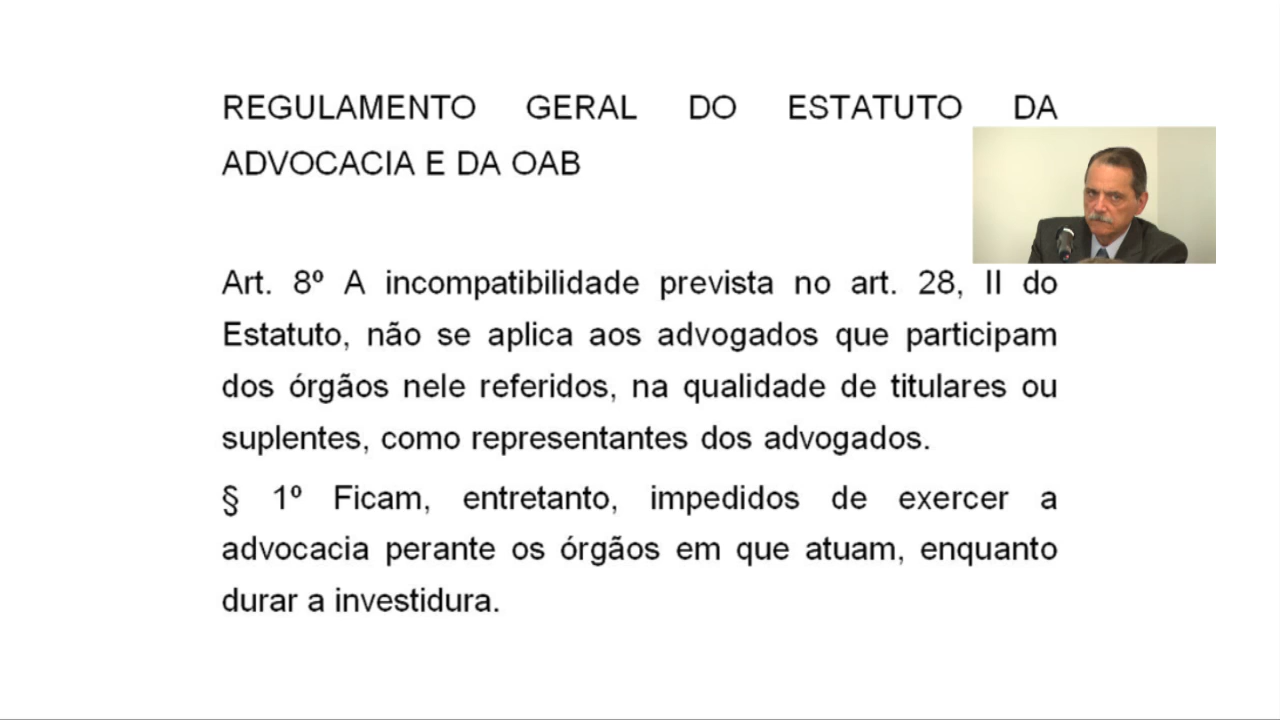 REGULAMENTO GERAL DO ESTATUTO DA
ADVOCACIA E DA OAB
Art. 8º A incompatibilidade prevista no art. 28, II do
Estatuto, não se aplica aos advogados que participam
dos órgãos nele referidos, na qualidade de titulares ou
suplentes, como representantes dos advogados.
§ 1º Ficam, entretanto, impedidos de exercer a
advocacia perante os órgãos em que atuam, enquanto
durar a investidura.